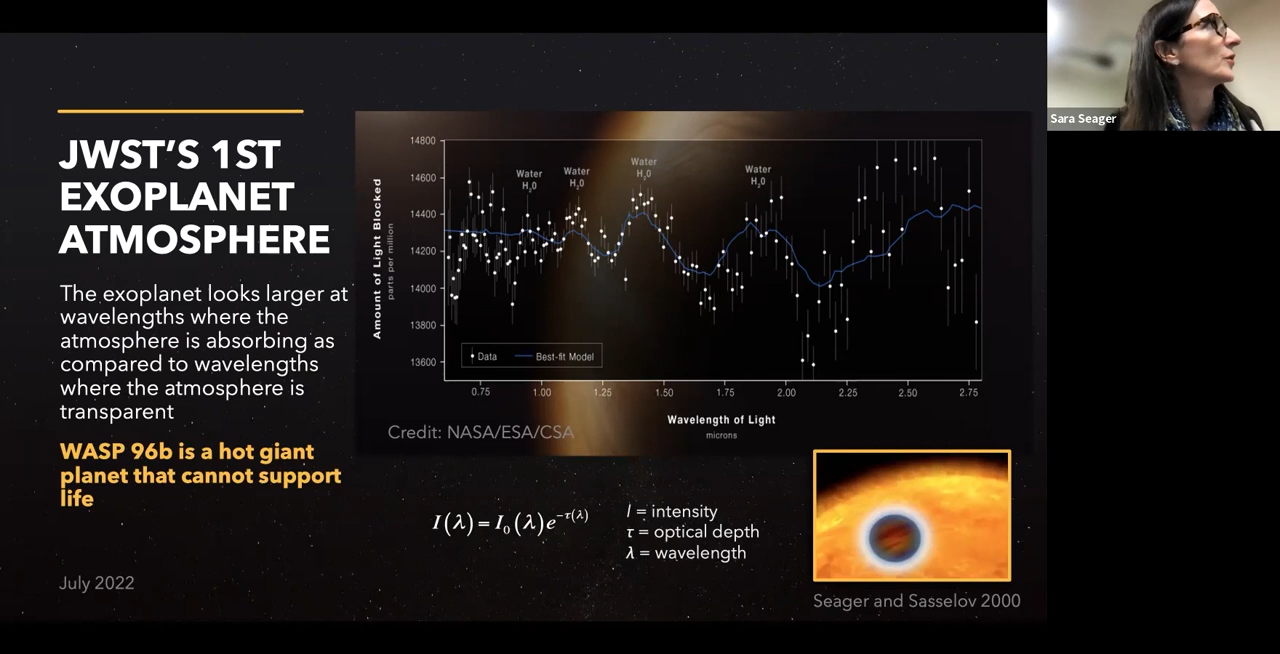 JWST'S 1ST
EXOPLANET
ATMOSPHERE
The exoplanet looks larger at
wavelengths where the
atmosphere is absorbing as
compared to wavelengths
where the atmosphere is
transparent
WASP 96b is a hot giant
planet that cannot support
life
July 2022
Amount of Light Blocked
parts per million
14800
14600
14400
14200
14000
13800
13600
Water
H₂0
Water
H₂0
Water
H₂0
Water
H₂0
Data
Best-fit Model
0.75 1.00 1.25 1.50 1.75 2.00 2.25 2.50 2.75
Wavelength of Light
microns
Credit: NASA/ESA/CSA
I(λ) = I₀(λ)e^−τ(λ)
I = intensity
τ = optical depth
λ = wavelength
Seager and Sasselov 2000
Sara Seager